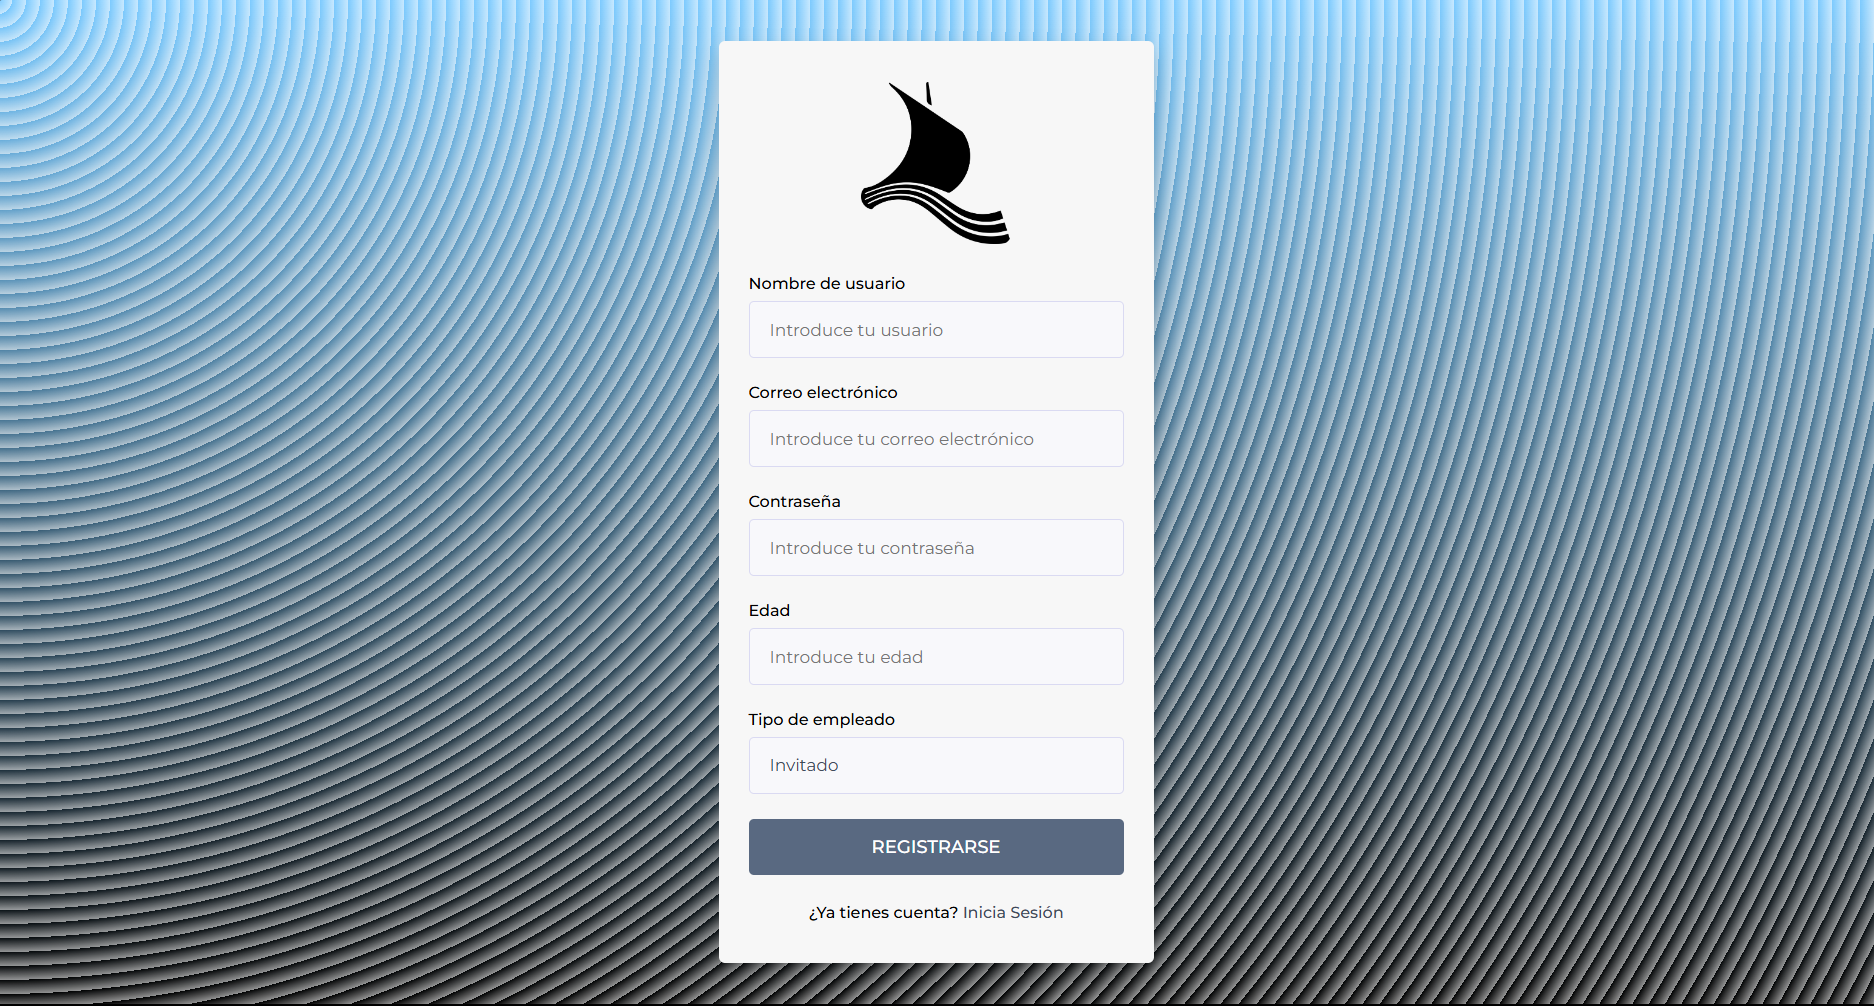 Nombre de usuario
Introduce tu usuario
Correo electrónico
Introduce tu correo electrónico
Contraseña
Introduce tu contraseña
Edad
Introduce tu edad
Tipo de empleado
Invitado
REGISTRARSE
¿Ya tienes cuenta? Inicia Sesión